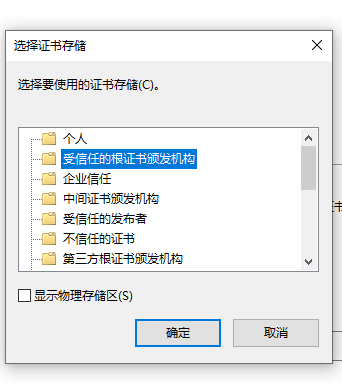 选择证书存储
选择要使用的证书存储(C)。
个人
受信任的根证书颁发机构
企业信任
中间证书颁发机构
受信任的发布者
不信任的证书
第三方根证书颁发机构
显示物理存储区(S)
确定
取消